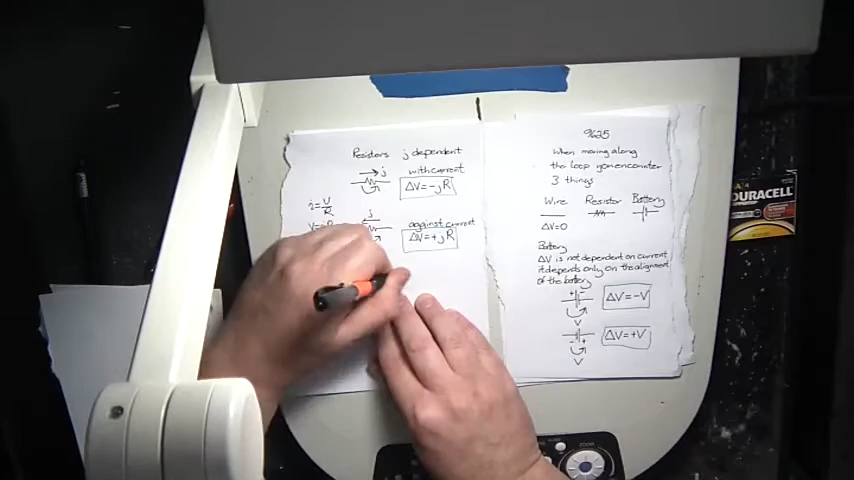 Resistors j dependent
with current
j
ΔV = -jR
j = V/R
j
against current
ΔV = +jR
9/25
When moving along
the loop you encounter
3 things
Wire Resistor Battery
ΔV=0
Battery
ΔV is not dependent on current
it depends only on the alignment
of the battery
+ -
ΔV = -V
V
ΔV = +V
- +
V
DURACELL
ZOOM